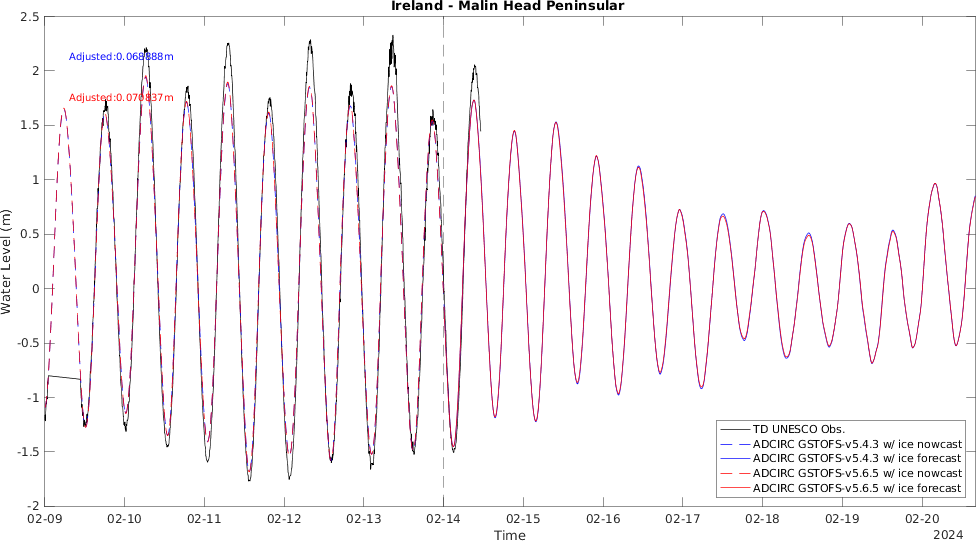 Ireland - Malin Head Peninsular
2.5
2
1.5
1
0.5
0
-0.5
-1
-1.5
-2
Water Level (m)
Adjusted:0.068888m
Adjusted:0.070837m
TD UNESCO Obs.
ADCIRC GSTOFS-v5.4.3 w/ ice nowcast
ADCIRC GSTOFS-v5.4.3 w/ ice forecast
ADCIRC GSTOFS-v5.6.5 w/ ice nowcast
ADCIRC GSTOFS-v5.6.5 w/ ice forecast
02-09 02-10 02-11 02-12 02-13 02-14 02-15 02-16 02-17 02-18 02-19 02-20
Time
2024